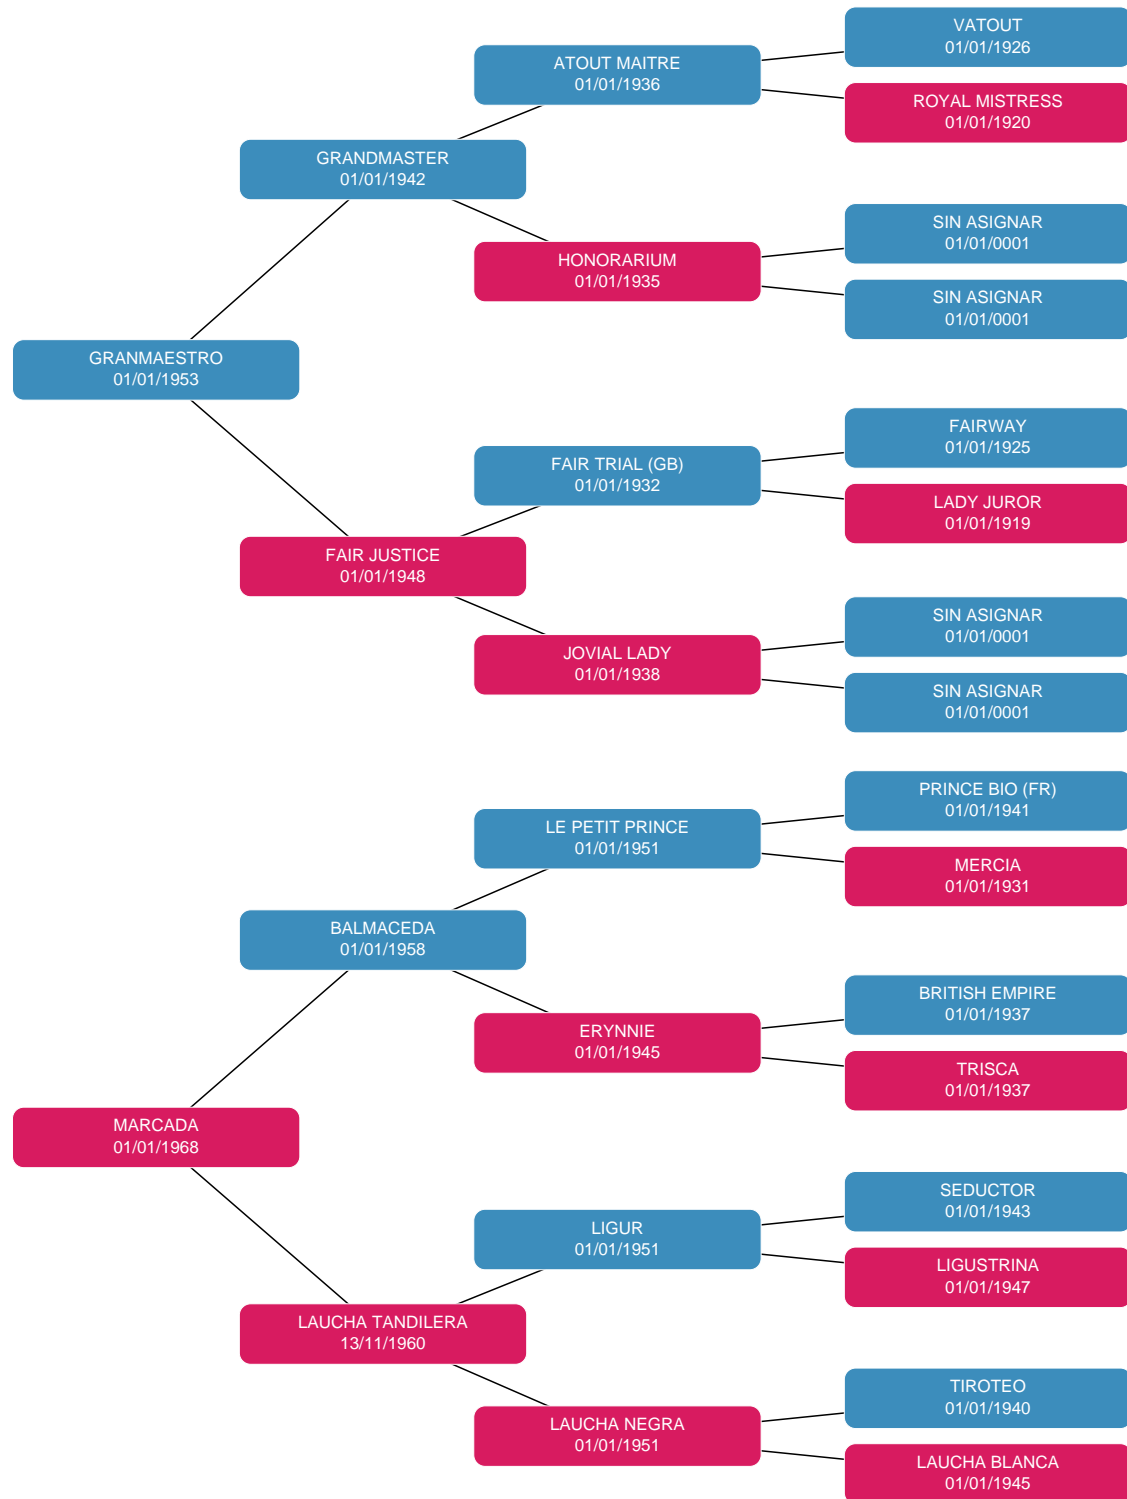 VATOUT
01/01/1926
ATOUT MAITRE
01/01/1936
ROYAL MISTRESS
01/01/1920
GRANDMASTER
01/01/1942
SIN ASIGNAR
01/01/0001
HONORARIUM
01/01/1935
SIN ASIGNAR
01/01/0001
GRANMAESTRO
01/01/1953
FAIRWAY
01/01/1925
FAIR TRIAL (GB)
01/01/1932
LADY JUROR
01/01/1919
FAIR JUSTICE
01/01/1948
SIN ASIGNAR
01/01/0001
JOVIAL LADY
01/01/1938
SIN ASIGNAR
01/01/0001
PRINCE BIO (FR)
01/01/1941
LE PETIT PRINCE
01/01/1951
MERCIA
01/01/1931
BALMACEDA
01/01/1958
BRITISH EMPIRE
01/01/1937
ERYNNIE
01/01/1945
TRISCA
01/01/1937
MARCADA
01/01/1968
SEDUCTOR
01/01/1943
LIGUR
01/01/1951
LIGUSTRINA
01/01/1947
LAUCHA TANDILERA
13/11/1960
TIROTEO
01/01/1940
LAUCHA NEGRA
01/01/1951
LAUCHA BLANCA
01/01/1945